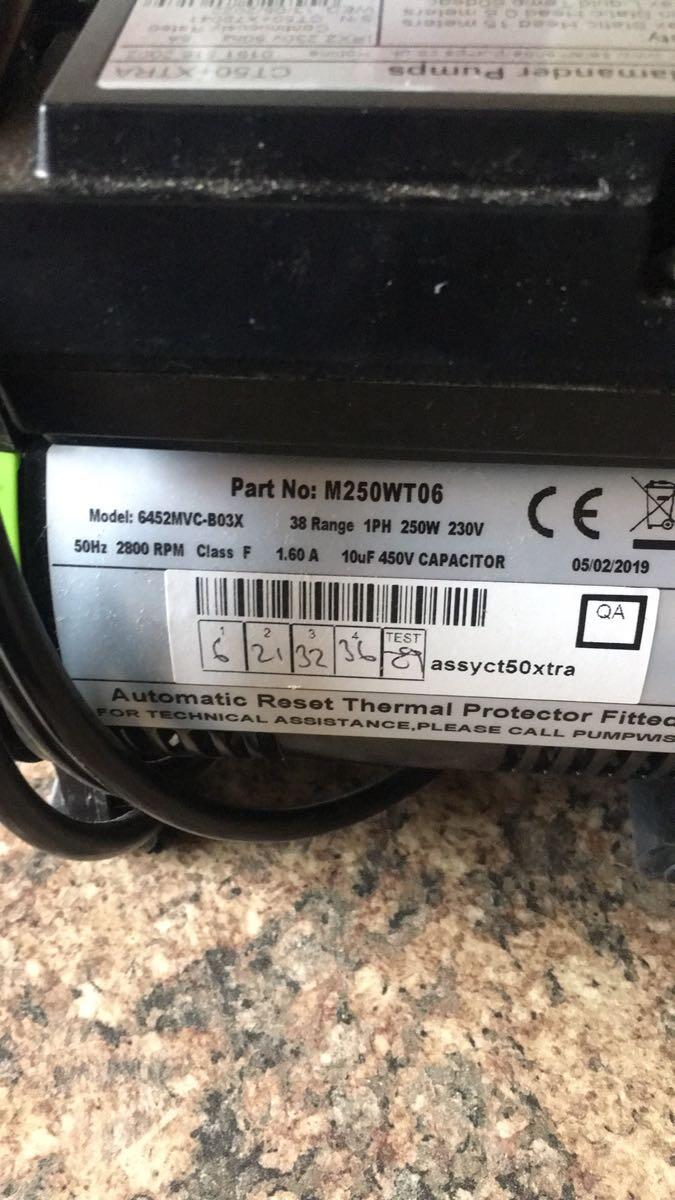 lamander Pumps
CT50+XTRA
Part No: M250WT06
Model: 6452MVC-B03X 38 Range 1PH 250W 230V
50Hz 2800 RPM Class F 1.60 A 10uF 450V CAPACITOR 05/02/2019
CE
QA
1 2 3 4 TEST
6 21 32 36
assyct50xtra
Automatic Reset Thermal Protector Fitted
FOR TECHNICAL ASSISTANCE,PLEASE CALL PUMPWIS